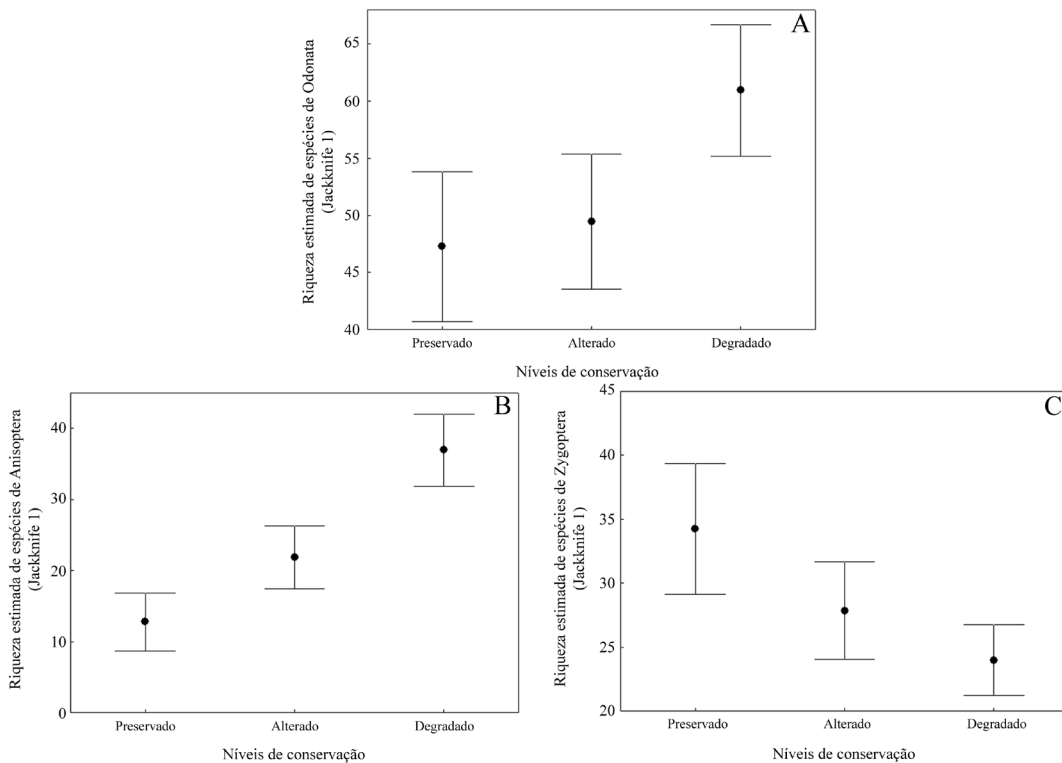 A
Riqueza estimada de espécies de Odonata
(Jackknife 1)
65
60
55
50
45
40
Preservado
Alterado
Degradado
Níveis de conservação
B
Riqueza estimada de espécies de Anisoptera
(Jackknife 1)
40
30
20
10
0
Preservado
Alterado
Degradado
Níveis de conservação
C
Riqueza estimada de espécies de Zygoptera
(Jackknife 1)
45
40
35
30
25
20
Preservado
Alterado
Degradado
Níveis de conservação